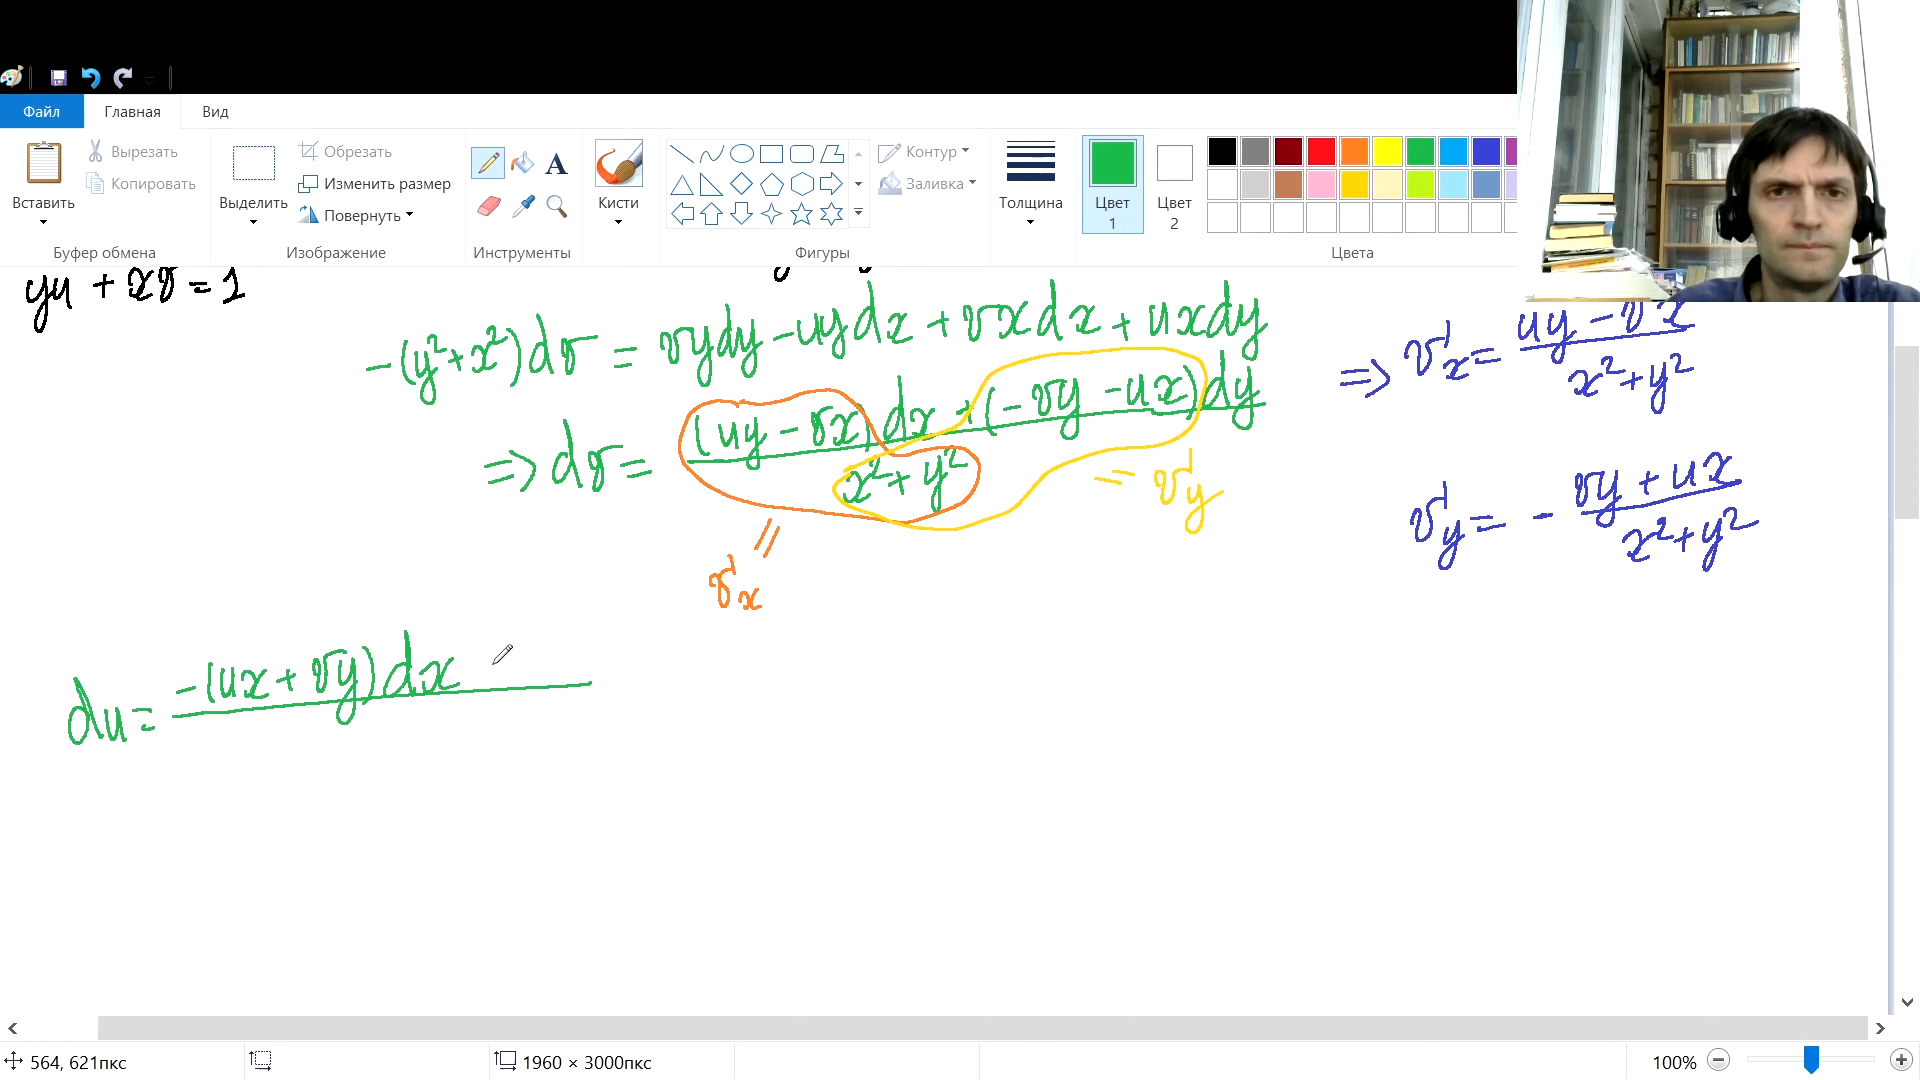 Файл Главная Вид
Вырезать
Копировать
Вставить
Буфер обмена
Обрезать
Изменить размер
Повернуть
Выделить
Изображение
A
Инструменты
Кисти
Контур
Заливка
Фигуры
Толщина
Цвет 1
Цвет 2
Цвета
yu + xv = 1
-(y²+x²)dv = vydy - uydx + vxdx + uxdy
=> dv = (uy - vx)dx + (-vy - ux)dy
x² + y²
= v'y
=
v'x
=> v'x = uy - vx
x² + y²
v'y = - vy + ux
x² + y²
du = -(ux + vy)dx
564, 621пкс
1960 × 3000пкс
100%